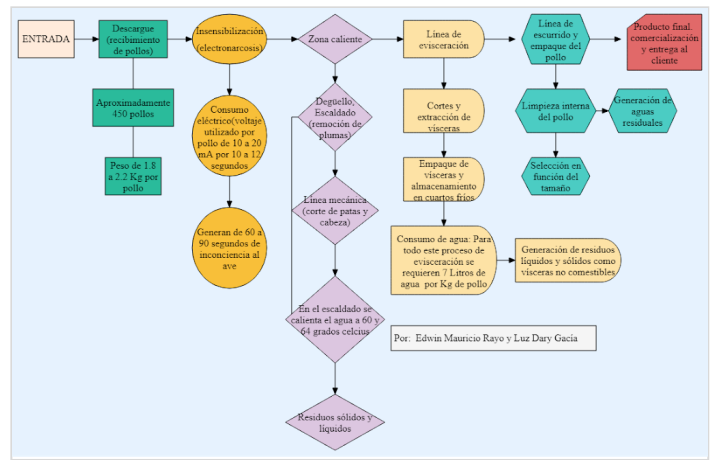 ENTRADA
Descargue
(recibimiento
de pollos)
Aproximadamente
450 pollos
Peso de 1.8
a 2.2 Kg por
pollo
Insensibilización
(electronarcosis)
Consumo
eléctrico(voltaje
utilizado por
pollo de 10 a 20
mA por 10 a 12
segundos
Generan de 60 a
90 segundos de
inconciencia al
ave
Zona caliente
Degüello,
Escaldado
(remoción de
plumas)
Línea mecánica
(corte de patas y
cabeza)
En el escaldado se
calienta el agua a 60 y
64 grados celcius
Residuos sólidos y
líquidos
Línea de
evisceración
Cortes y
extracción de
vísceras
Empaque de
vísceras y
almacenamiento
en cuartos fríos
Consumo de agua: Para
todo este proceso de
evisceración se
requieren 7 Litros de
agua por Kg de pollo
Generación de residuos
líquidos y sólidos como
vísceras no comestibles
Línea de
escurrido y
empaque del
pollo
Limpieza interna
del pollo
Generación de
aguas
residuales
Selección en
función del
tamaño
Producto final.
comercialización
y entrega al
cliente
Por: Edwin Mauricio Rayo y Luz Dary Gacía